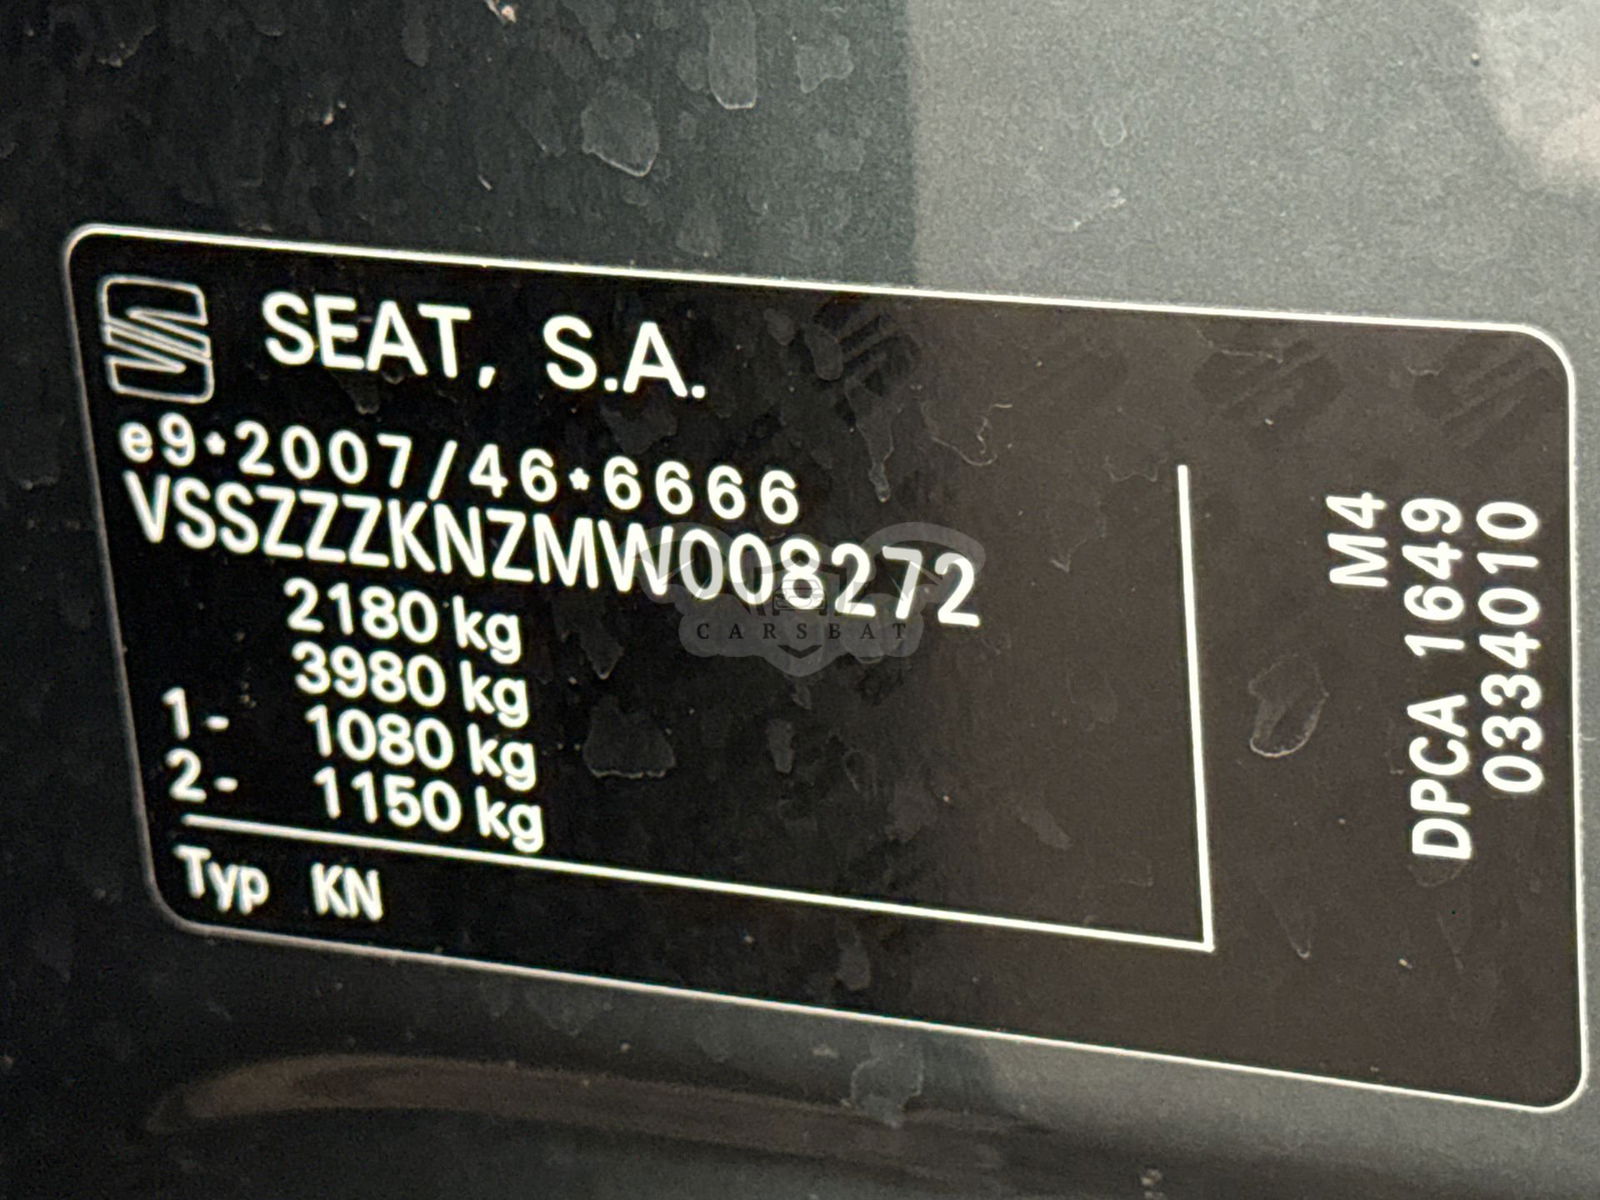 SEAT, S.A.
e9*2007/46*6666
VSSZZZKNZMW008272
2180 kg
3980 kg
1- 1080 kg
2- 1150 kg
Typ KN
M4
DPCA 1649
0334010
CARSBAT